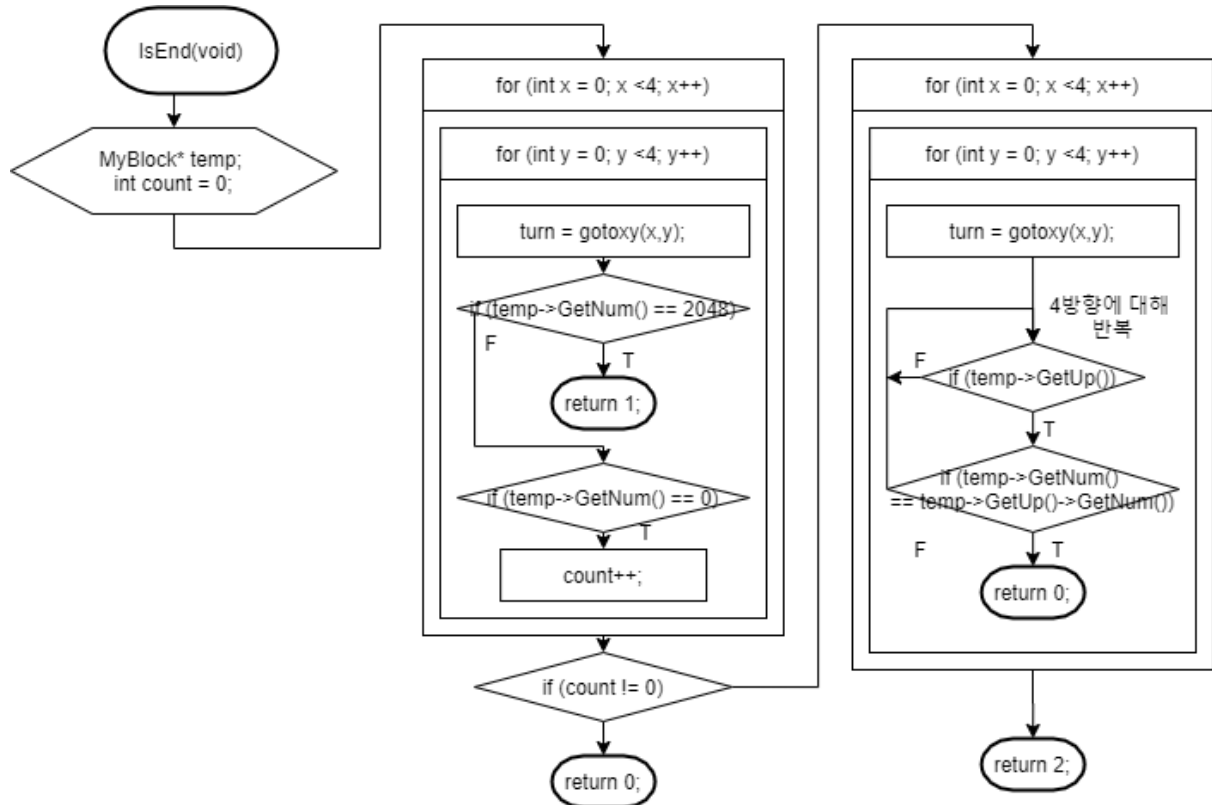 IsEnd(void)
MyBlock* temp;
int count = 0;
for (int x = 0; x <4; x++)
for (int y = 0; y <4; y++)
turn = gotoxy(x,y);
if (temp->GetNum() == 2048)
F
T
return 1;
if (temp->GetNum() == 0)
T
count++;
if (count != 0)
return 0;
for (int x = 0; x <4; x++)
for (int y = 0; y <4; y++)
turn = gotoxy(x,y);
4방향에 대해
반복
F
if (temp->GetUp())
T
if (temp->GetNum()
== temp->GetUp()->GetNum())
F
T
return 0;
return 2;